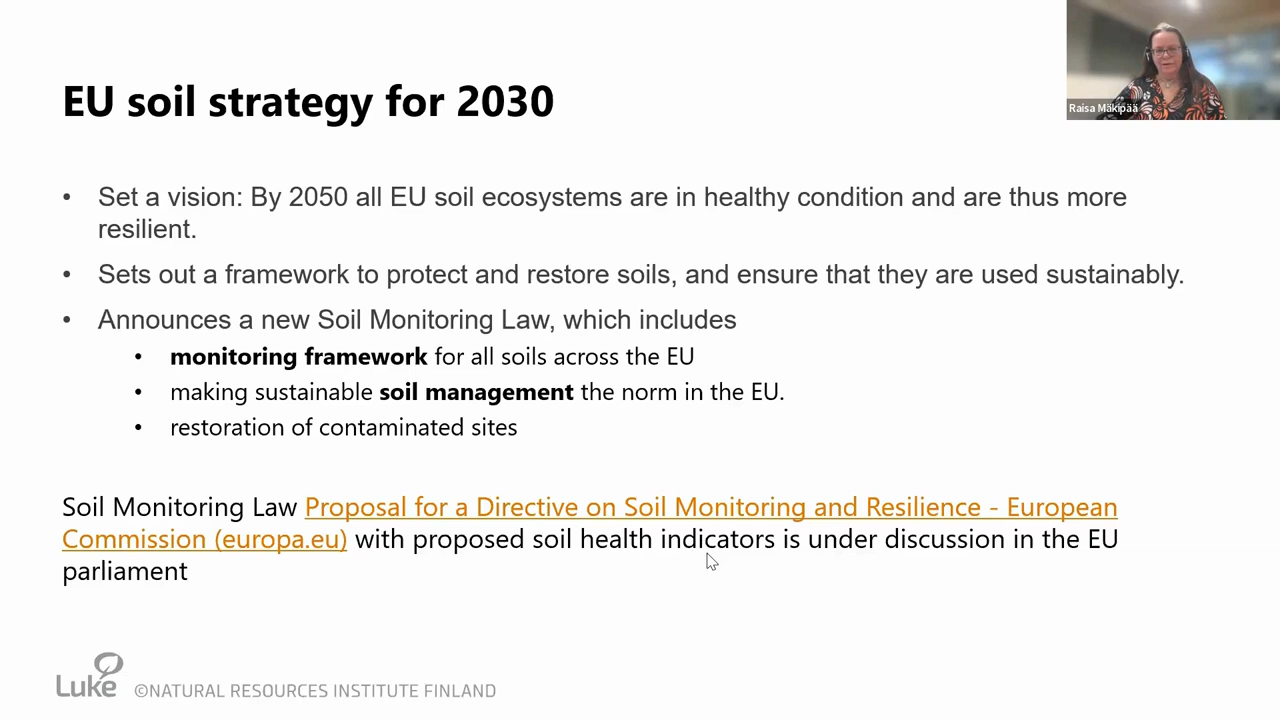 Raisa Mäkipää
EU soil strategy for 2030
• Set a vision: By 2050 all EU soil ecosystems are in healthy condition and are thus more
resilient.
• Sets out a framework to protect and restore soils, and ensure that they are used sustainably.
• Announces a new Soil Monitoring Law, which includes
• monitoring framework for all soils across the EU
• making sustainable soil management the norm in the EU.
• restoration of contaminated sites
Soil Monitoring Law Proposal for a Directive on Soil Monitoring and Resilience - European
Commission (europa.eu) with proposed soil health indicators is under discussion in the EU
parliament
Luke ©NATURAL RESOURCES INSTITUTE FINLAND